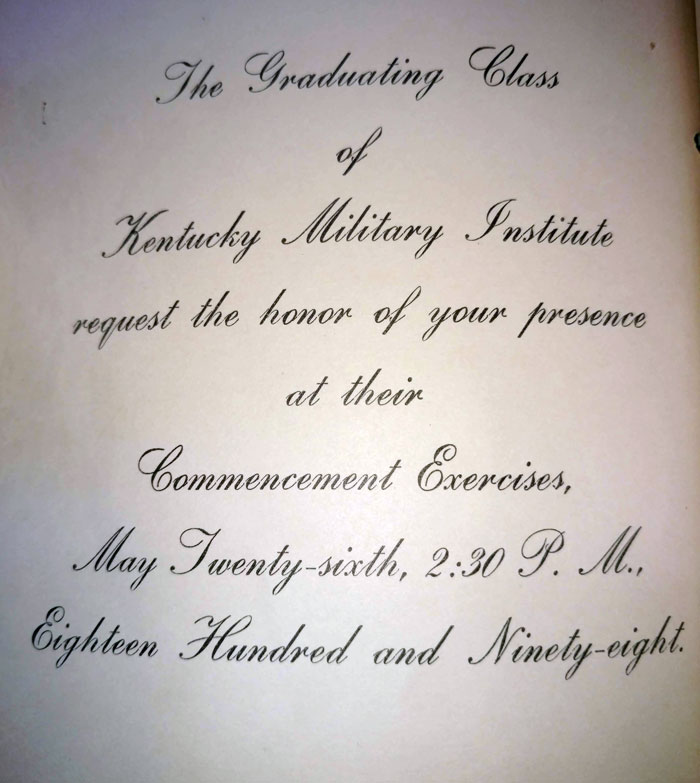 The Graduating Class
of
Kentucky Military Institute
request the honor of your presence
at their
Commencement Exercises,
May Twenty-sixth, 2:30 P. M.,
Eighteen Hundred and Ninety-eight.